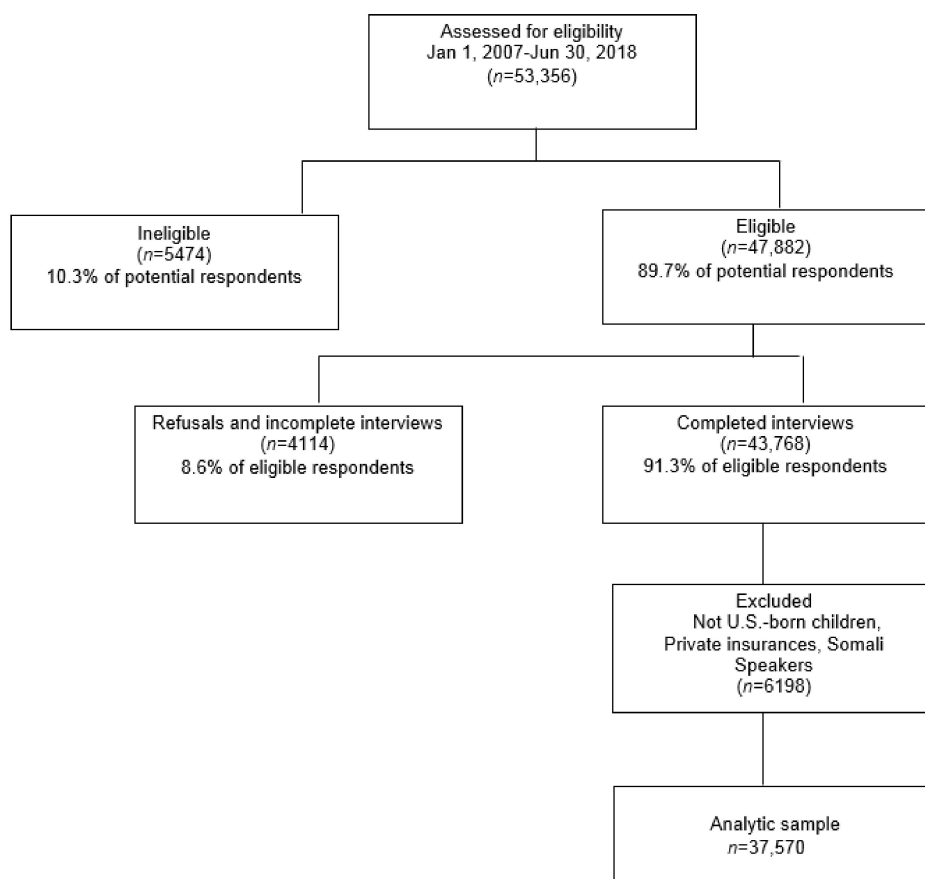 Assessed for eligibility
Jan 1, 2007-Jun 30, 2018
(n=53,356)
Ineligible
(n=5474)
10.3% of potential respondents
Eligible
(n=47,882)
89.7% of potential respondents
Refusals and incomplete interviews
(n=4114)
8.6% of eligible respondents
Completed interviews
(n=43,768)
91.3% of eligible respondents
Excluded
Not U.S.-born children,
Private insurances, Somali
Speakers
(n=6198)
Analytic sample
n=37,570